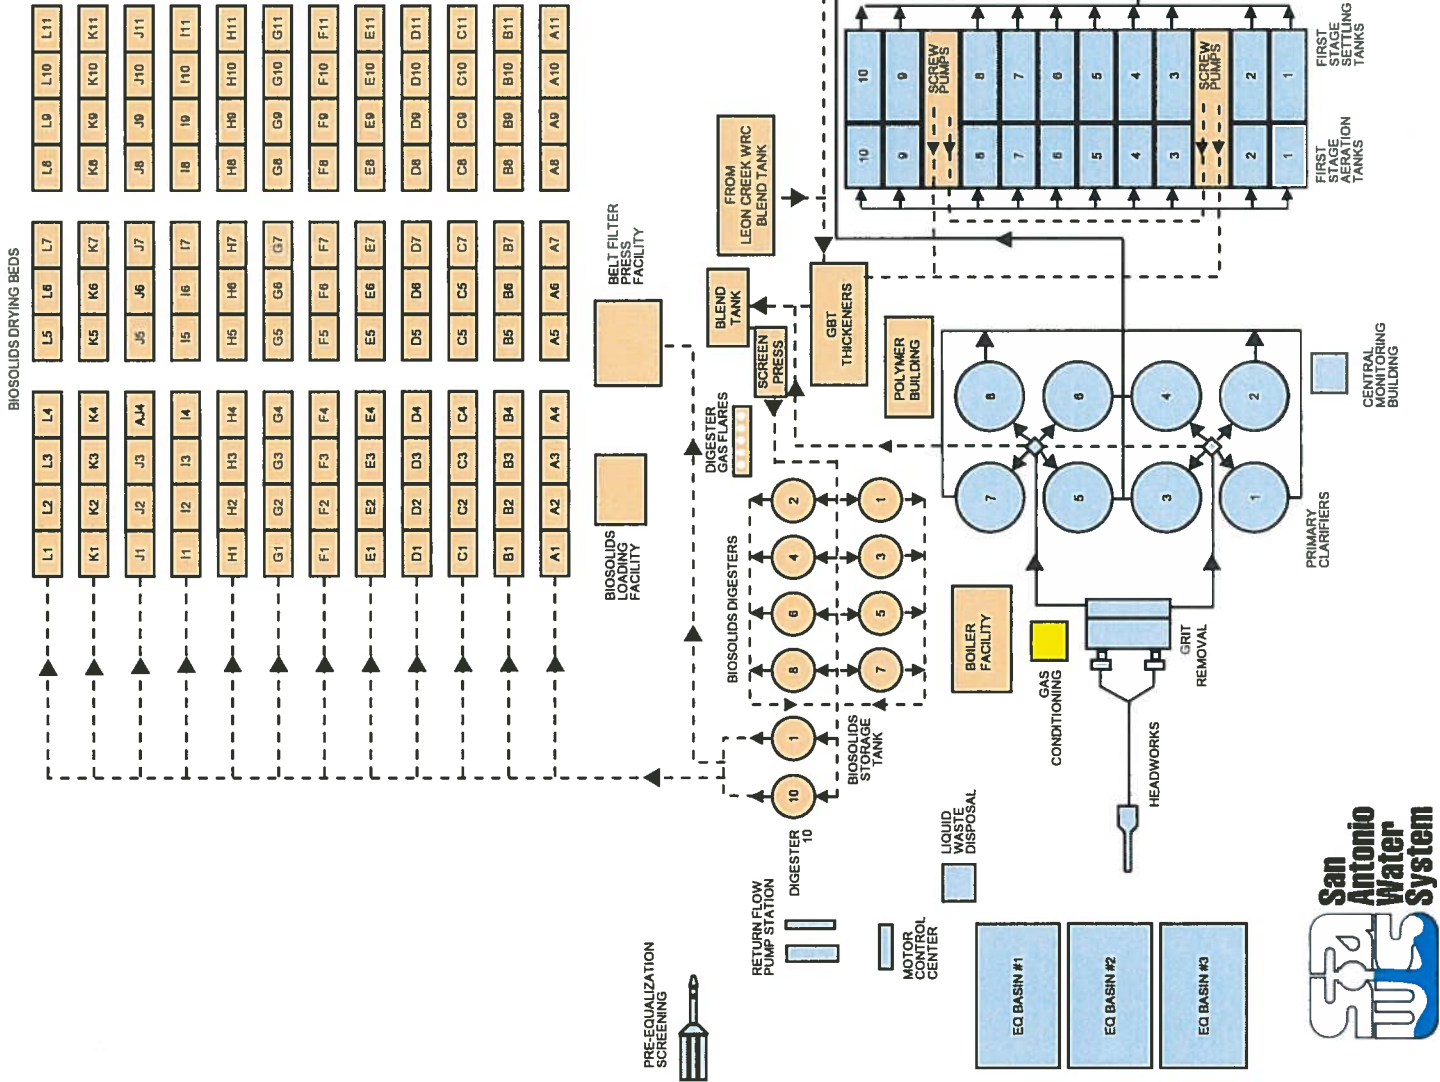 BIOSOLIDS DRYING BEDS
L1 L2 L3 L4 L5 L6 L7 L8 L9 L10 L11
K1 K2 K3 K4 K5 K6 K7 K8 K9 K10 K11
J1 J2 J3 AJ4 J5 J6 J7 J8 J9 J10 J11
I1 I2 I3 I4 I5 I6 I7 I8 I9 I10 I11
H1 H2 H3 H4 H5 H6 H7 H8 H9 H10 H11
G1 G2 G3 G4 G5 G6 G7 G8 G9 G10 G11
F1 F2 F3 F4 F5 F6 F7 F8 F9 F10 F11
E1 E2 E3 E4 E5 E6 E7 E8 E9 E10 E11
D1 D2 D3 D4 D5 D6 D7 D8 D9 D10 D11
C1 C2 C3 C4 C5 C5 C7 C8 C9 C10 C11
B1 B2 B3 B4 B5 B6 B7 B8 B9 B10 B11
A1 A2 A3 A4 A5 A6 A7 A8 A9 A10 A11
BIOSOLIDS
LOADING
FACILITY
BELT FILTER
PRESS
FACILITY
PRE-EQUALIZATION
SCREENING
DIGESTER
GAS FLARES
BLEND
TANK
SCREEN
PRESS
FROM
LEON CREEK WRC
BLEND TANK
GBT
THICKENERS
POLYMER
BUILDING
BIOSOLIDS DIGESTERS
10 1 8 6 4 2
7 5 3 1
DIGESTER
10
BIOSOLIDS
STORAGE
TANK
RETURN FLOW
PUMP STATION
MOTOR
CONTROL
CENTER
LIQUID
WASTE
DISPOSAL
BOILER
FACILITY
GAS
CONDITIONING
HEADWORKS
GRIT
REMOVAL
7 8
5 6
3 4
1 2
PRIMARY
CLARIFIERS
CENTRAL
MONITORING
BUILDING
10 10
9 9
SCREW
PUMPS
8 8
7 7
6 6
5 5
4 4
3 3
SCREW
PUMPS
2 2
1 1
FIRST
STAGE
AERATION
TANKS
FIRST
STAGE
SETTLING
TANKS
EQ BASIN #1
EQ BASIN #2
EQ BASIN #3
San
Antonio
Water
System